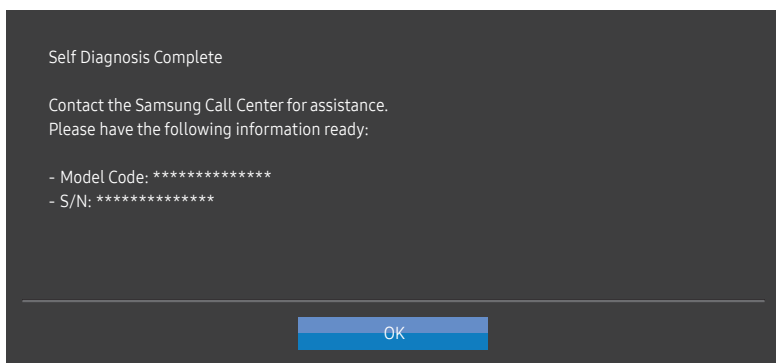 Self Diagnosis Complete
Contact the Samsung Call Center for assistance.
Please have the following information ready:
- Model Code: **************
- S/N: **************
OK